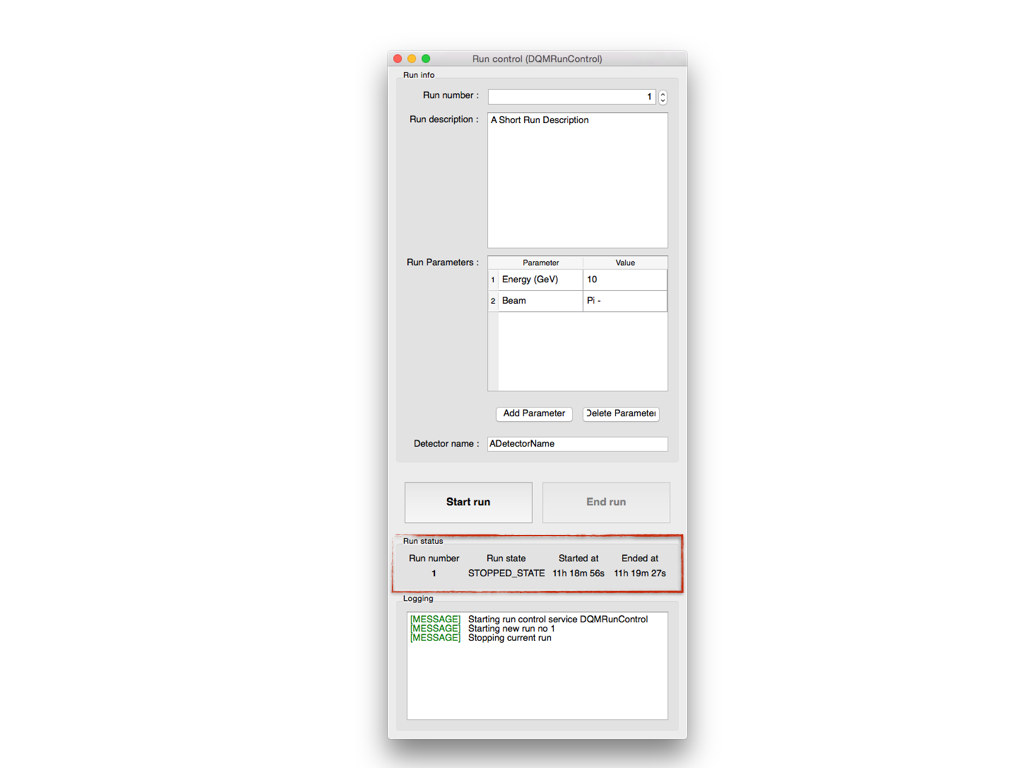 Run control (DQMRunControl)
Run info
Run number : 1
Run description : A Short Run Description
Run Parameters : Parameter Value
1 Energy (GeV) 10
2 Beam Pi -
Add Parameter Delete Parameter
Detector name : ADetectorName
Start run End run
Run status
Run number Run state Started at Ended at
1 STOPPED_STATE 11h 18m 56s 11h 19m 27s
Logging
[MESSAGE] Starting run control service DQMRunControl
[MESSAGE] Starting new run no 1
[MESSAGE] Stopping current run